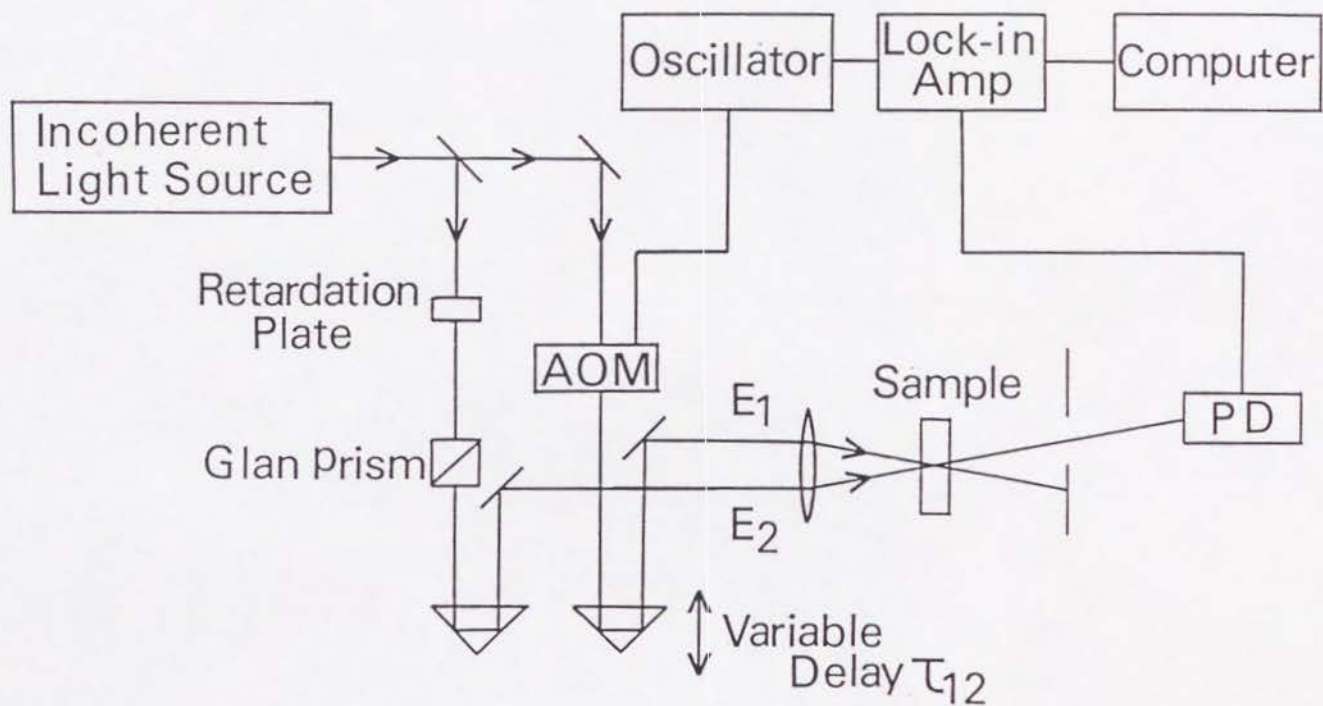 Oscillator
Lock-in
Amp
Computer
Incoherent
Light Source
Retardation
Plate
AOM
Sample
E1
PD
Glan Prism
E2
Variable
Delay τ12